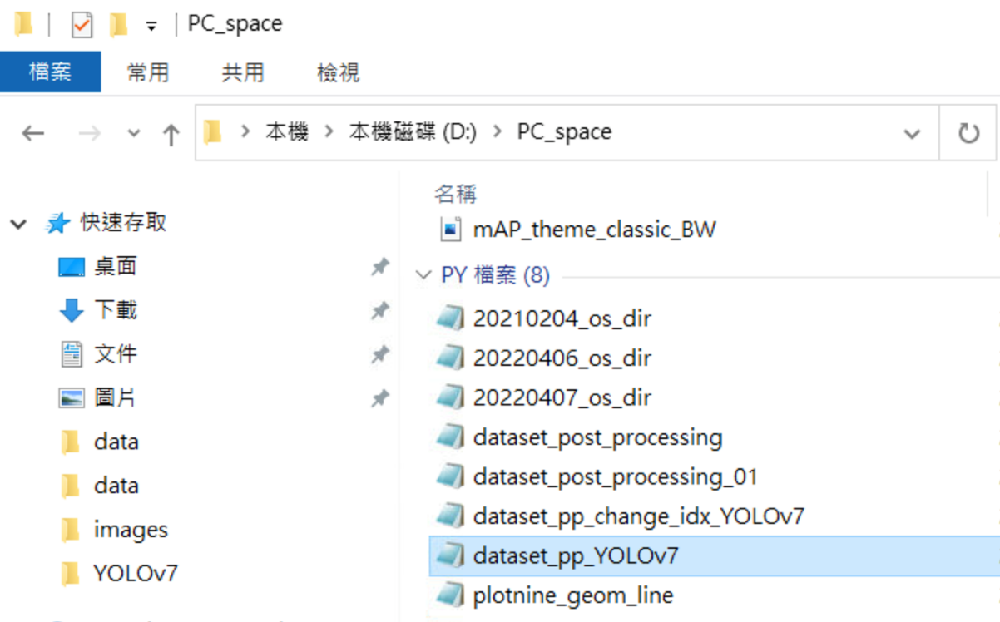 PC_space
檔案 常用 共用 檢視
本機 本機磁碟 (D:) PC_space
快速存取
桌面
下載
文件
圖片
data
data
images
YOLOv7
名稱
mAP_theme_classic_BW
PY 檔案 (8)
20210204_os_dir
20220406_os_dir
20220407_os_dir
dataset_post_processing
dataset_post_processing_01
dataset_pp_change_idx_YOLOv7
dataset_pp_YOLOv7
plotnine_geom_line